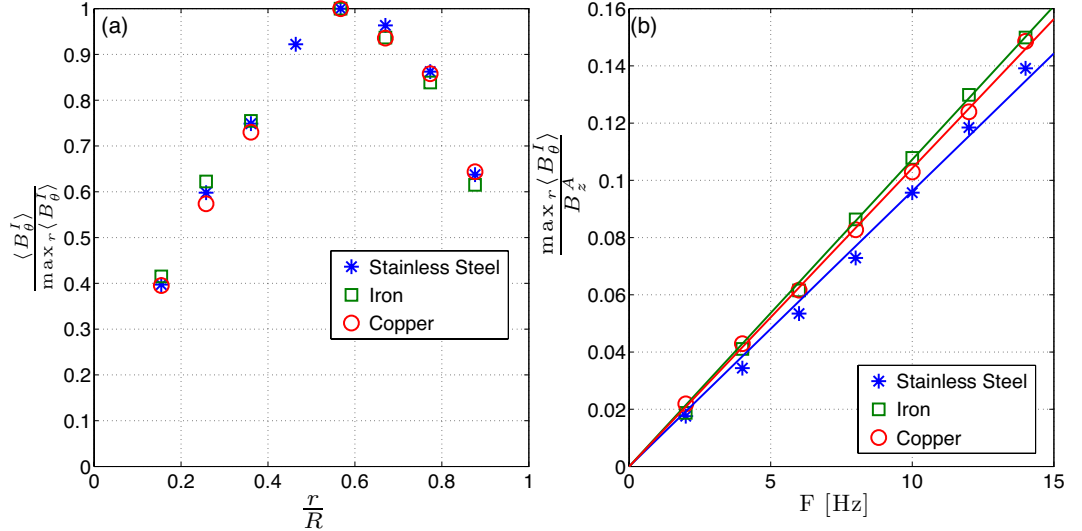 (a)
1
0.9
0.8
0.7
0.6
0.5
0.4
0.3
0.2
0.1
0
⟨B_θ^I⟩
max_r⟨B_θ^I⟩
Stainless Steel
Iron
Copper
0 0.2 0.4 0.6 0.8 1
r
R
(b)
0.16
0.14
0.12
0.10
0.08
0.06
0.04
0.02
0
max_r⟨B_θ^I⟩
B_z^A
Stainless Steel
Iron
Copper
0 5 10 15
F [Hz]